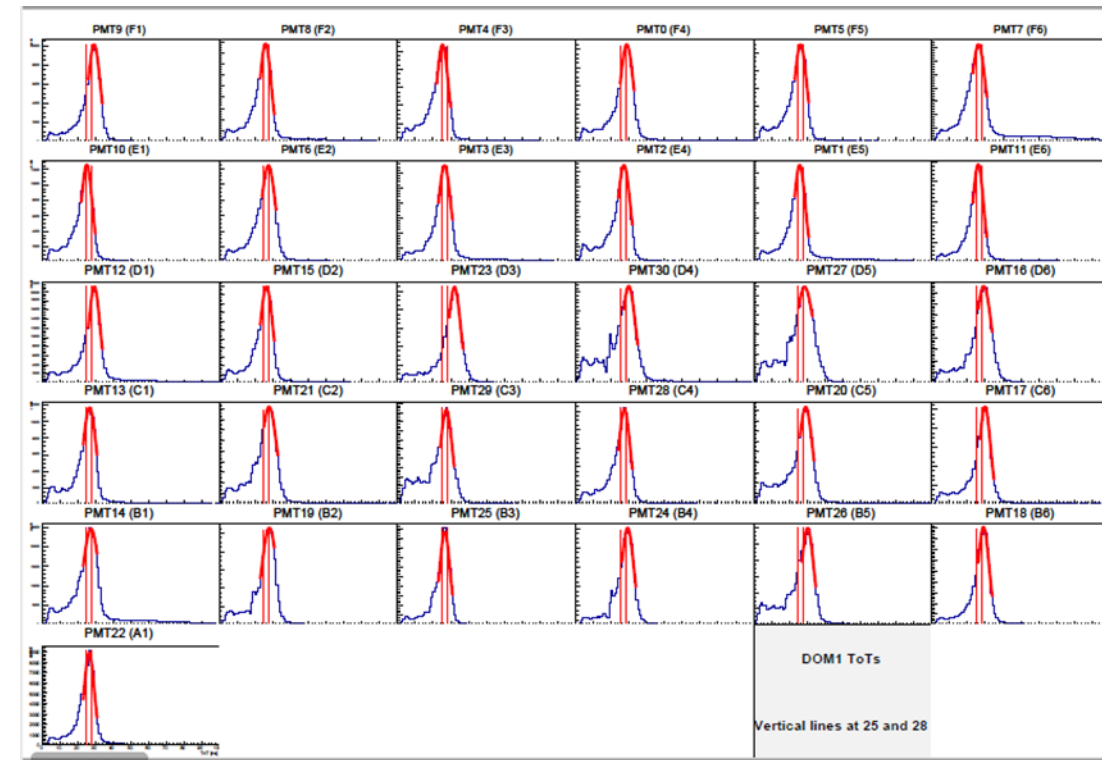 PMT9 (F1) PMT8 (F2) PMT4 (F3) PMT0 (F4) PMT5 (F5) PMT7 (F6)
PMT10 (E1) PMT6 (E2) PMT3 (E3) PMT2 (E4) PMT1 (E5) PMT11 (E6)
PMT12 (D1) PMT15 (D2) PMT23 (D3) PMT30 (D4) PMT27 (D5) PMT16 (D6)
PMT13 (C1) PMT21 (C2) PMT29 (C3) PMT28 (C4) PMT20 (C5) PMT17 (C6)
PMT14 (B1) PMT19 (B2) PMT25 (B3) PMT24 (B4) PMT26 (B5) PMT18 (B6)
PMT22 (A1)
DOM1 ToTs
Vertical lines at 25 and 28